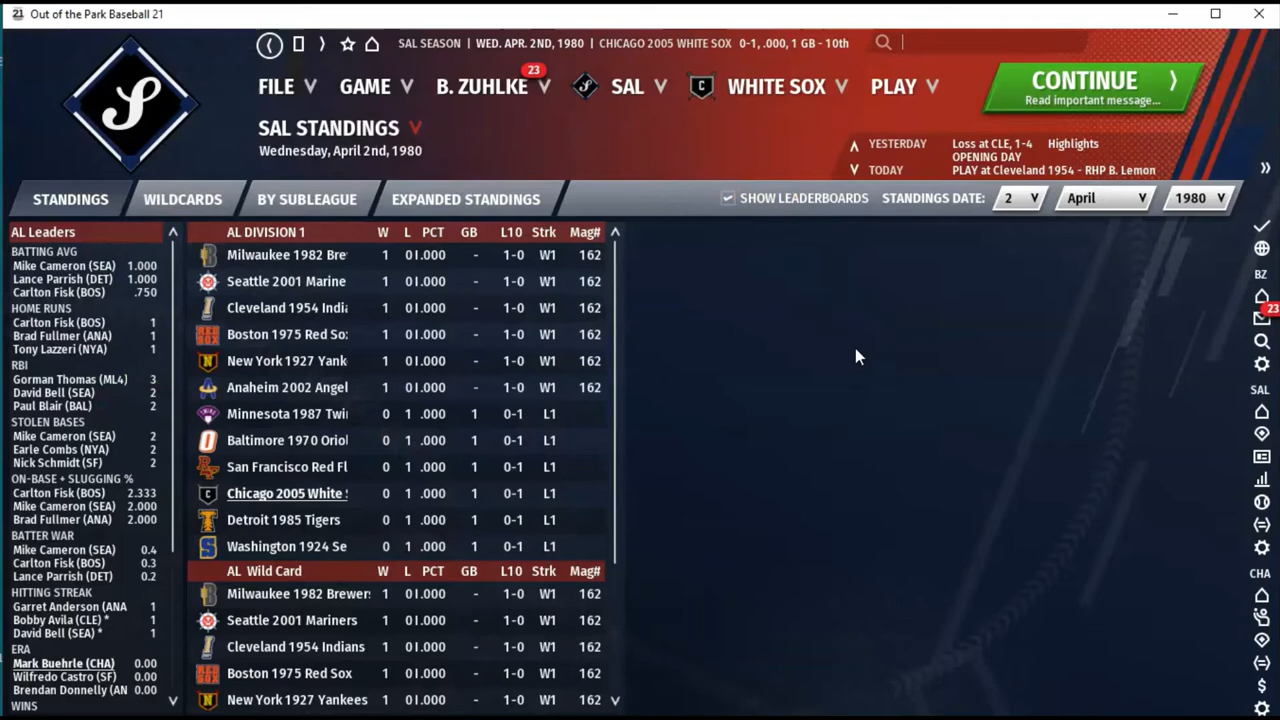 21 Out of the Park Baseball 21
SAL SEASON | WED. APR. 2ND, 1980 | CHICAGO 2005 WHITE SOX 0-1, .000, 1 GB - 10th
FILE GAME B. ZUHLKE 23 SAL WHITE SOX PLAY
CONTINUE
Read important message...
SAL STANDINGS
Wednesday, April 2nd, 1980
YESTERDAY Loss at CLE, 1-4 Highlights
OPENING DAY
TODAY PLAY at Cleveland 1954 - RHP B. Lemon
STANDINGS WILDCARDS BY SUBLEAGUE EXPANDED STANDINGS SHOW LEADERBOARDS STANDINGS DATE: 2 April 1980
AL Leaders
BATTING AVG
Mike Cameron (SEA) 1.000
Lance Parrish (DET) 1.000
Carlton Fisk (BOS) .750
HOME RUNS
Carlton Fisk (BOS) 1
Brad Fullmer (ANA) 1
Tony Lazzeri (NYA) 1
RBI
Gorman Thomas (ML4) 3
David Bell (SEA) 2
Paul Blair (BAL) 2
STOLEN BASES
Mike Cameron (SEA) 2
Earle Combs (NYA) 2
Nick Schmidt (SF) 2
ON-BASE + SLUGGING %
Carlton Fisk (BOS) 2.333
Mike Cameron (SEA) 2.000
Brad Fullmer (ANA) 2.000
BATTER WAR
Mike Cameron (SEA) 0.4
Carlton Fisk (BOS) 0.3
Lance Parrish (DET) 0.2
HITTING STREAK
Garret Anderson (ANA 1
Bobby Avila (CLE) * 1
David Bell (SEA) * 1
ERA
Mark Buehrle (CHA) 0.00
Wilfredo Castro (SF) 0.00
Brendan Donnelly (AN 0.00
WINS
AL DIVISION 1 W L PCT GB L10 Strk Mag#
Milwaukee 1982 Bre 1 0 1.000 - 1-0 W1 162
Seattle 2001 Marine 1 0 1.000 - 1-0 W1 162
Cleveland 1954 India 1 0 1.000 - 1-0 W1 162
Boston 1975 Red So 1 0 1.000 - 1-0 W1 162
New York 1927 Yank 1 0 1.000 - 1-0 W1 162
Anaheim 2002 Angel 1 0 1.000 - 1-0 W1 162
Minnesota 1987 Twi 0 1 .000 1 0-1 L1
Baltimore 1970 Oriol 0 1 .000 1 0-1 L1
San Francisco Red Fl 0 1 .000 1 0-1 L1
Chicago 2005 White 0 1 .000 1 0-1 L1
Detroit 1985 Tigers 0 1 .000 1 0-1 L1
Washington 1924 Se 0 1 .000 1 0-1 L1
AL Wild Card W L PCT GB L10 Strk Mag#
Milwaukee 1982 Brewer 1 0 1.000 - 1-0 W1 162
Seattle 2001 Mariners 1 0 1.000 - 1-0 W1 162
Cleveland 1954 Indians 1 0 1.000 - 1-0 W1 162
Boston 1975 Red Sox 1 0 1.000 - 1-0 W1 162
New York 1927 Yankees 1 0 1.000 - 1-0 W1 162
BZ
23
SAL
CHA